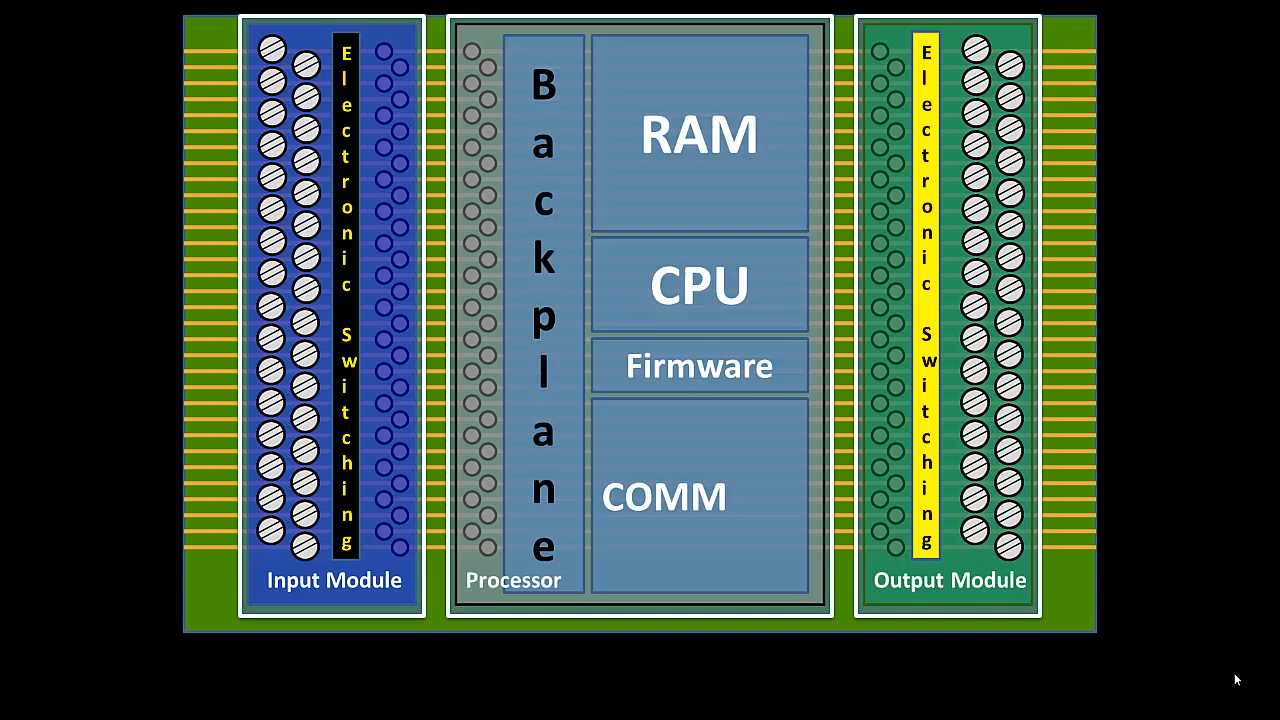 Electronic Switching
Input Module
Backplane
Processor
RAM
CPU
Firmware
COMM
Electronic Switching
Output Module